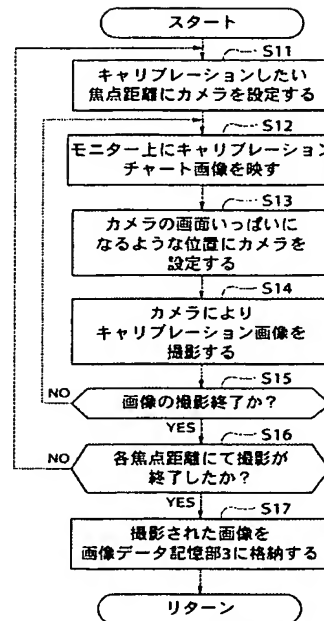 スタート
S11
キャリブレーションしたい
焦点距離にカメラを設定する
S12
モニター上にキャリブレーション
チャート画像を映す
S13
カメラの画面いっぱいに
なるような位置にカメラを
設定する
S14
カメラにより
キャリブレーション画像を
撮影する
S15
NO
画像の撮影終了か?
YES
S16
NO
各焦点距離にて撮影が
終了したか?
YES
S17
撮影された画像を
画像データ記憶部3に格納する
リターン